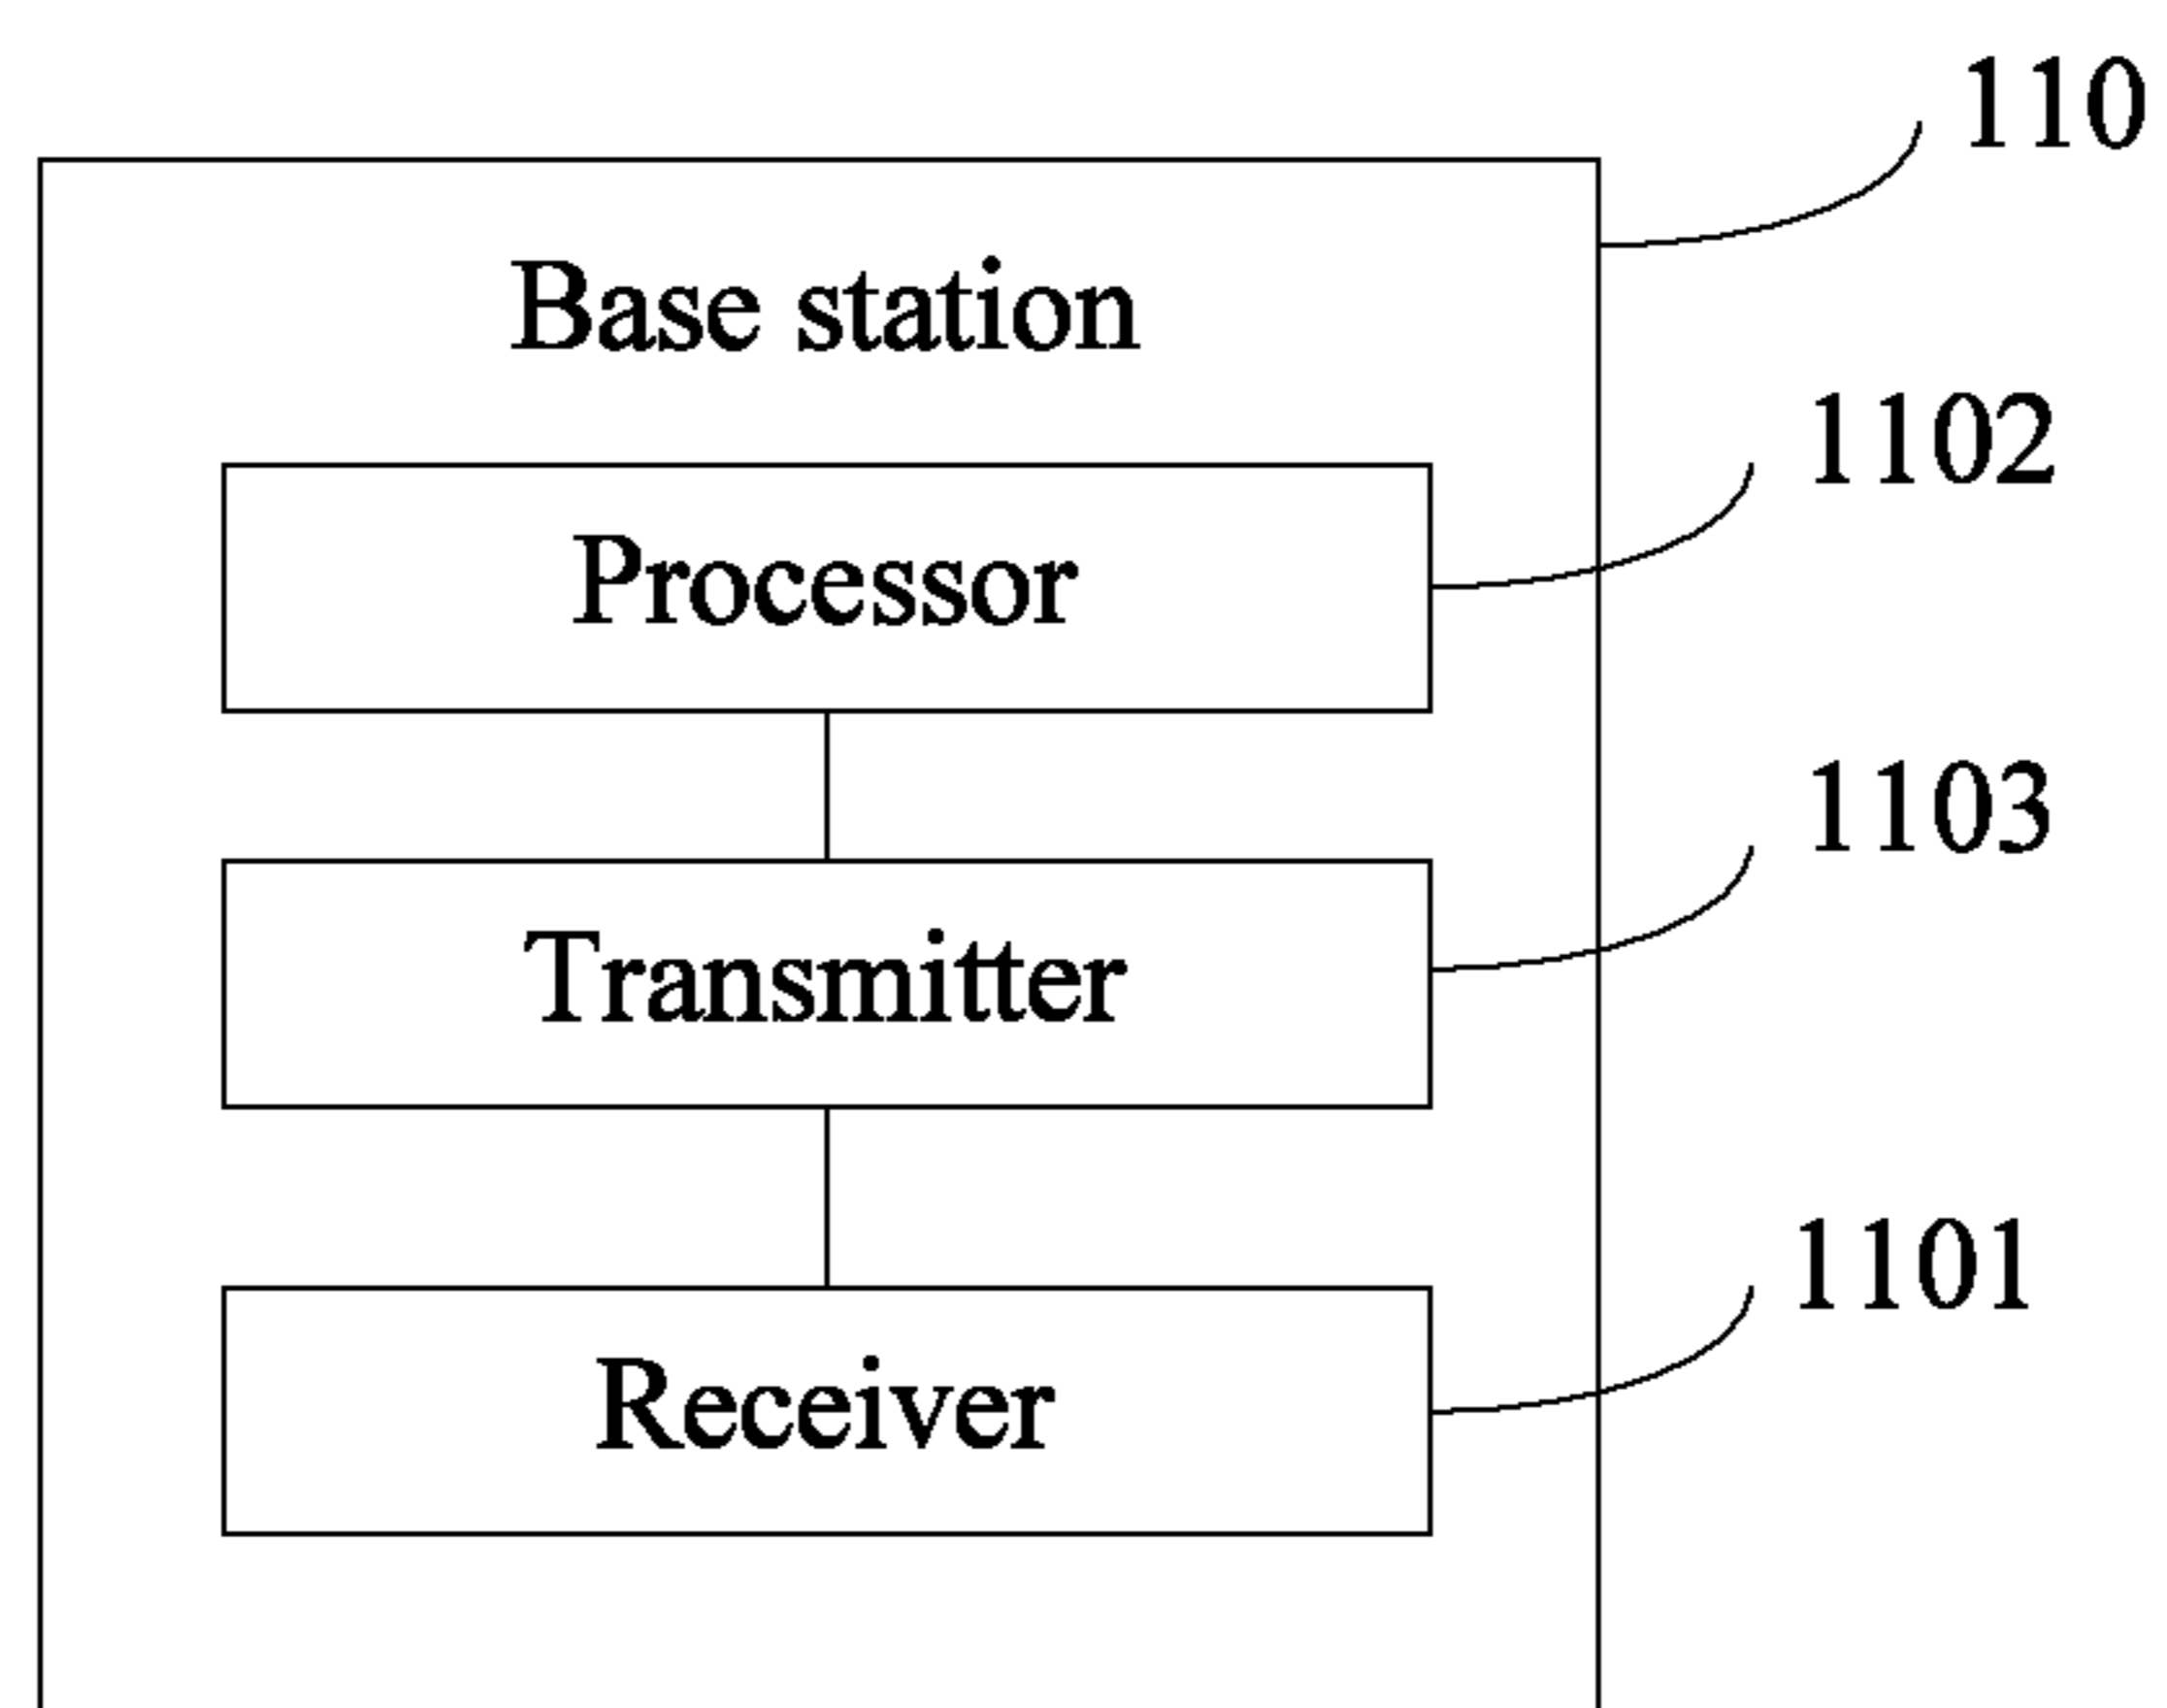 110
Base station
1102
Processor
1103
Transmitter
1101
Receiver